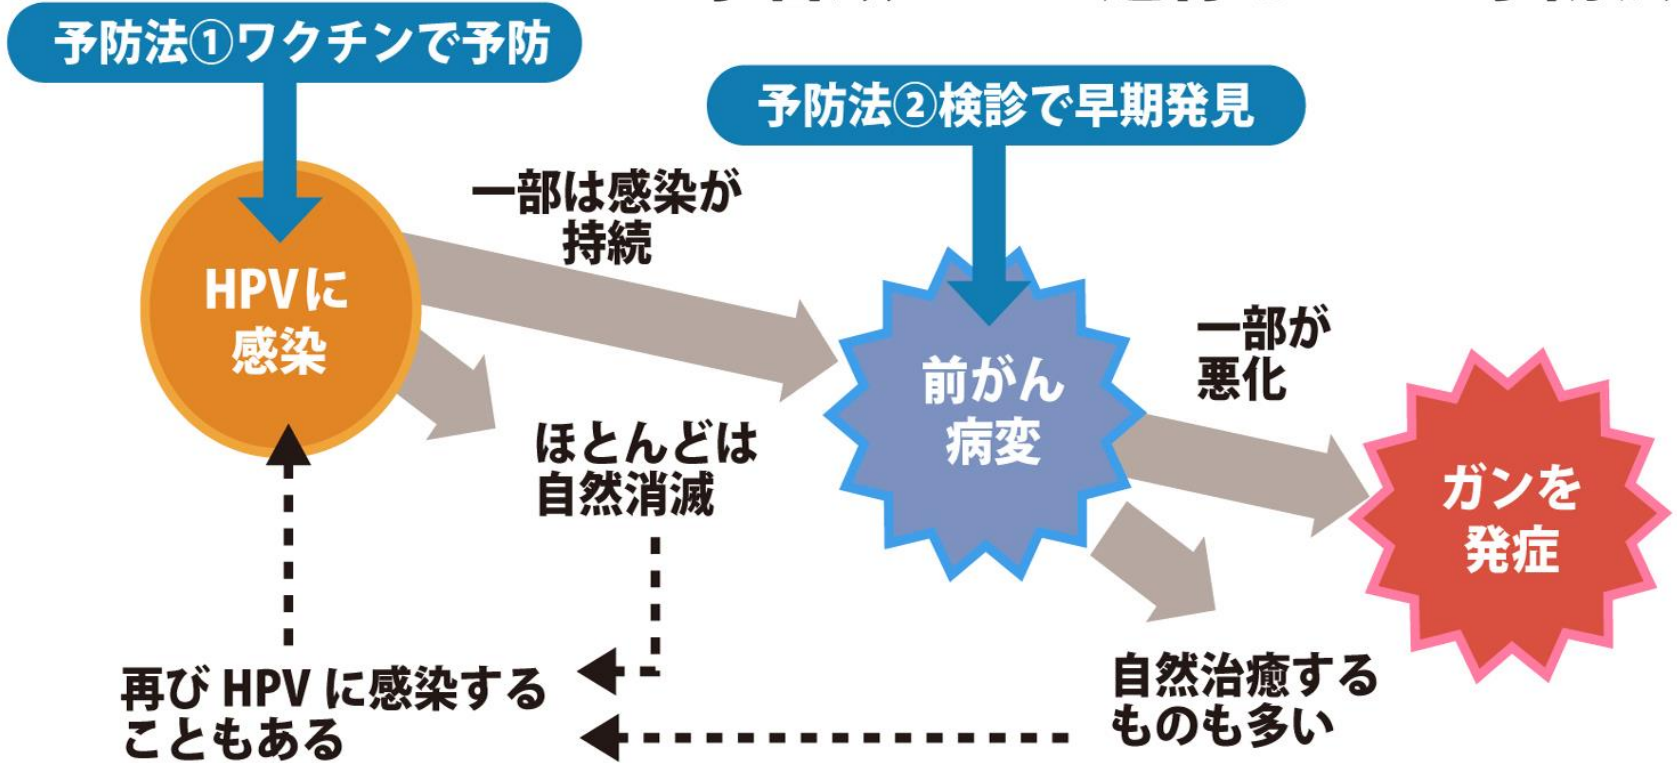 予防法①ワクチンで予防
予防法②検診で早期発見
一部は感染が
持続
HPVに
感染
一部が
悪化
前がん
病変
ほとんどは
自然消滅
ガンを
発症
再び HPV に感染する
こともある
自然治癒する
ものも多い